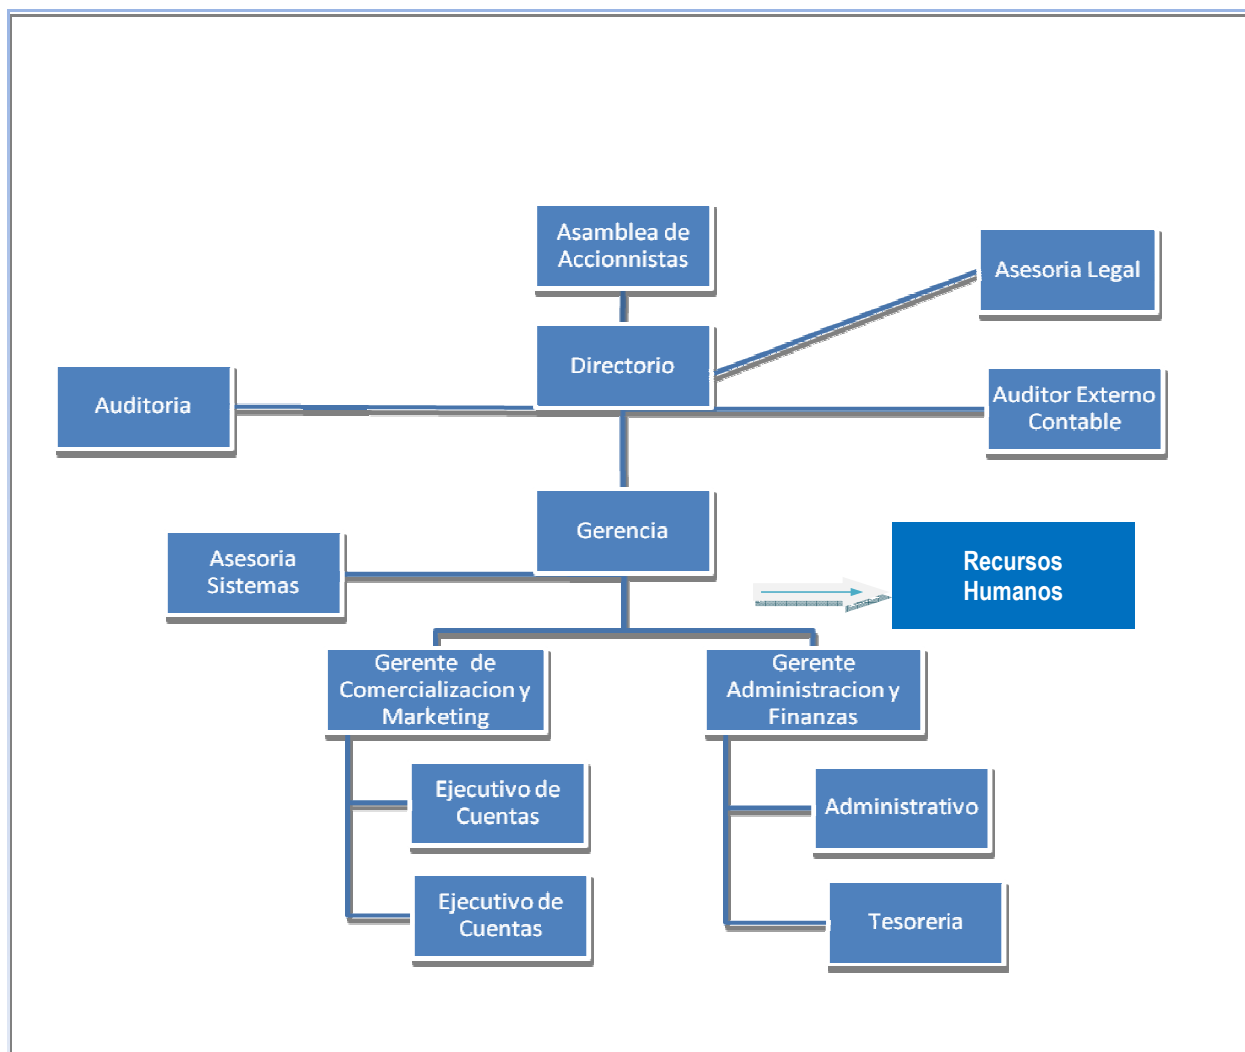 Asamblea de
Accionnistas
Asesoria Legal
Directorio
Auditoria
Auditor Externo
Contable
Gerencia
Asesoria
Sistemas
Recursos
Humanos
Gerente de
Comercializacion y
Marketing
Gerente
Administracion y
Finanzas
Ejecutivo de
Cuentas
Administrativo
Ejecutivo de
Cuentas
Tesoreria